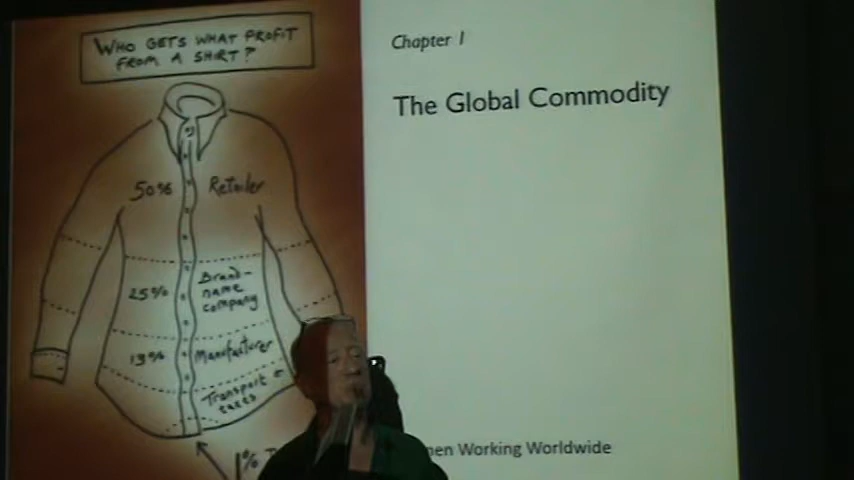 WHO GETS WHAT PROFIT
FROM A SHIRT?
50% Retailer
25% Brand-
name
company
13% Manufacturer
Transport &
taxes
1%
Chapter 1
The Global Commodity
Working Worldwide